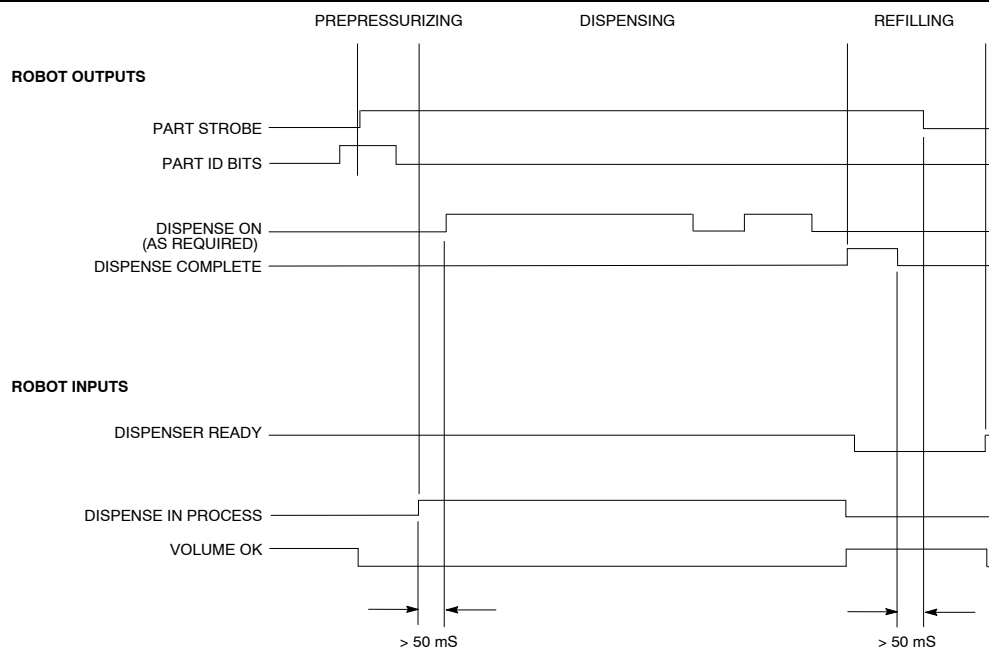 PREPRESSURIZING DISPENSING REFILLING
ROBOT OUTPUTS
PART STROBE
PART ID BITS
DISPENSE ON
(AS REQUIRED)
DISPENSE COMPLETE
ROBOT INPUTS
DISPENSER READY
DISPENSE IN PROCESS
VOLUME OK
> 50 mS > 50 mS